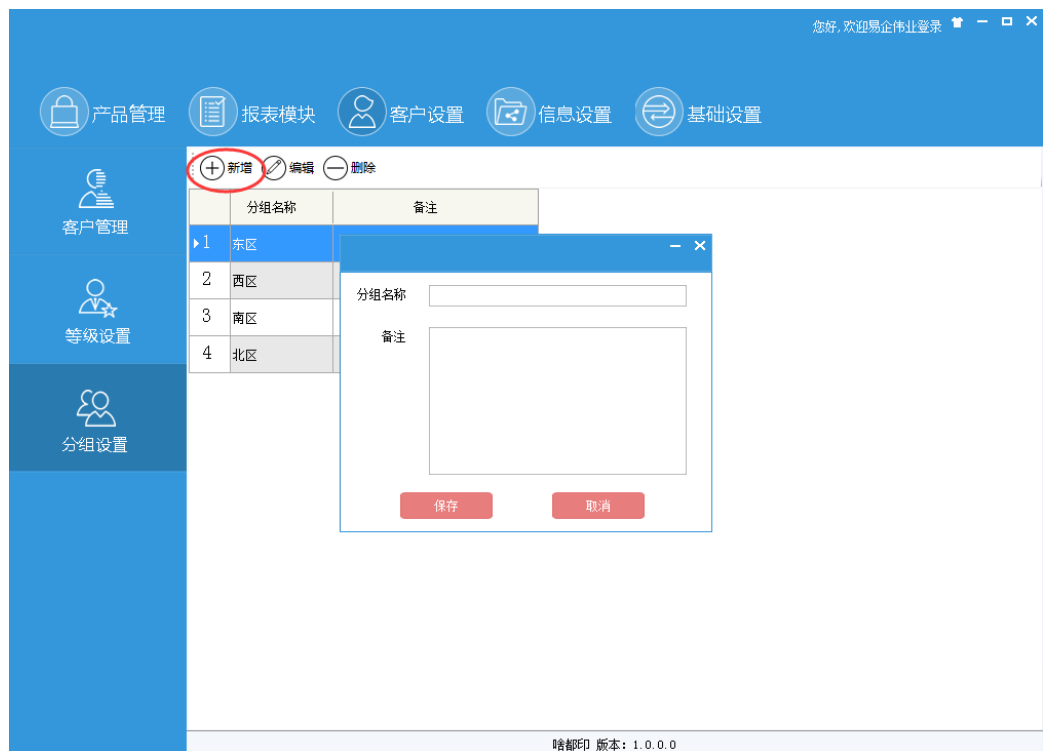 您好,欢迎易企伟业登录
产品管理 报表模块 客户设置 信息设置 基础设置
新增 编辑 删除
客户管理
等级设置
分组设置
分组名称 备注
1 东区
2 西区
3 南区
4 北区
分组名称
备注
保存 取消
啥都印 版本: 1.0.0.0